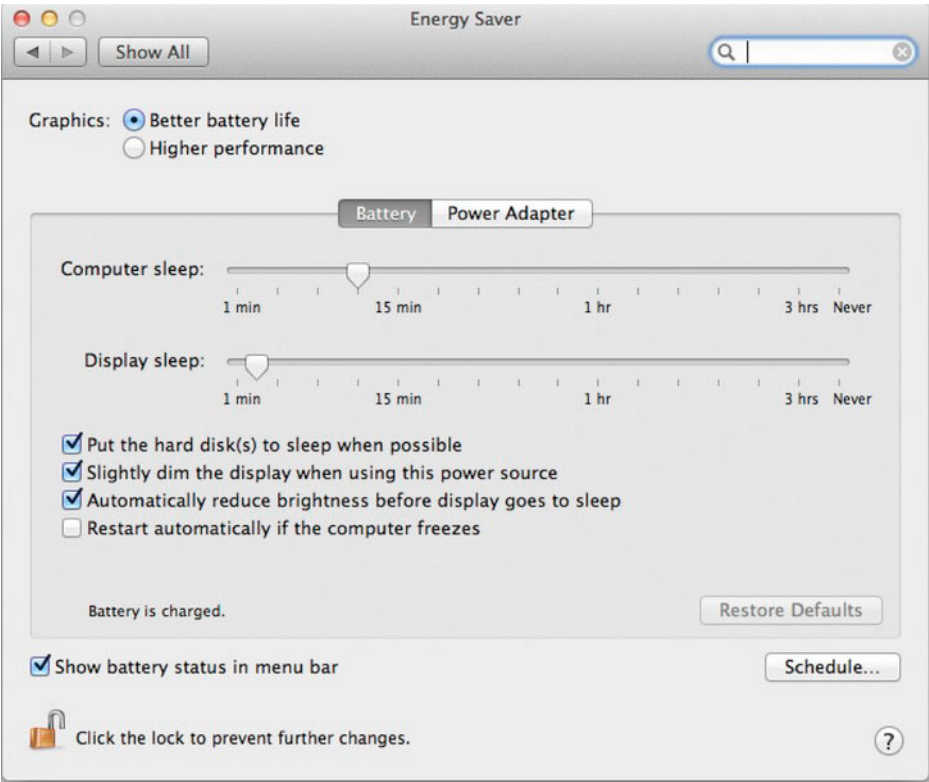 Energy Saver
Show All
Graphics: Better battery life
Higher performance
Battery Power Adapter
Computer sleep:
1 min 15 min 1 hr 3 hrs Never
Display sleep:
1 min 15 min 1 hr 3 hrs Never
Put the hard disk(s) to sleep when possible
Slightly dim the display when using this power source
Automatically reduce brightness before display goes to sleep
Restart automatically if the computer freezes
Battery is charged. Restore Defaults
Show battery status in menu bar Schedule...
Click the lock to prevent further changes. ?